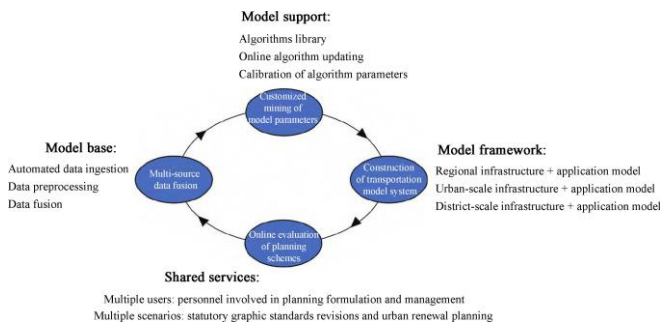 Model support:
Algorithms library
Online algorithm updating
Calibration of algorithm parameters
Customized
mining of
model parameters
Model base:
Automated data ingestion
Data preprocessing
Data fusion
Multi-source
data fusion
Construction
of transportation
model system
Model framework:
Regional infrastructure + application model
Urban-scale infrastructure + application model
District-scale infrastructure + application model
Online evaluation
of planning
schemes
Shared services:
Multiple users: personnel involved in planning formulation and management
Multiple scenarios: statutory graphic standards revisions and urban renewal planning